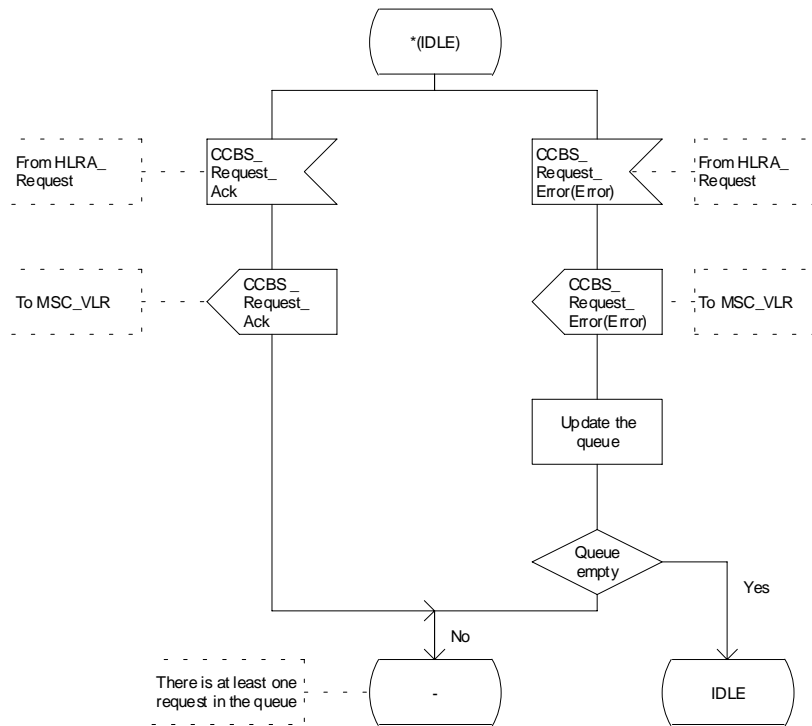 *(IDLE)
From HLRA_
Request
CCBS_
Request_
Ack
CCBS_
Request_
Error(Error)
From HLRA_
Request
To MSC_VLR
CCBS_
Request_
Ack
CCBS_
Request_
Error(Error)
To MSC_VLR
Update the
queue
Queue
empty
Yes
No
There is at least one
request in the queue
-
IDLE